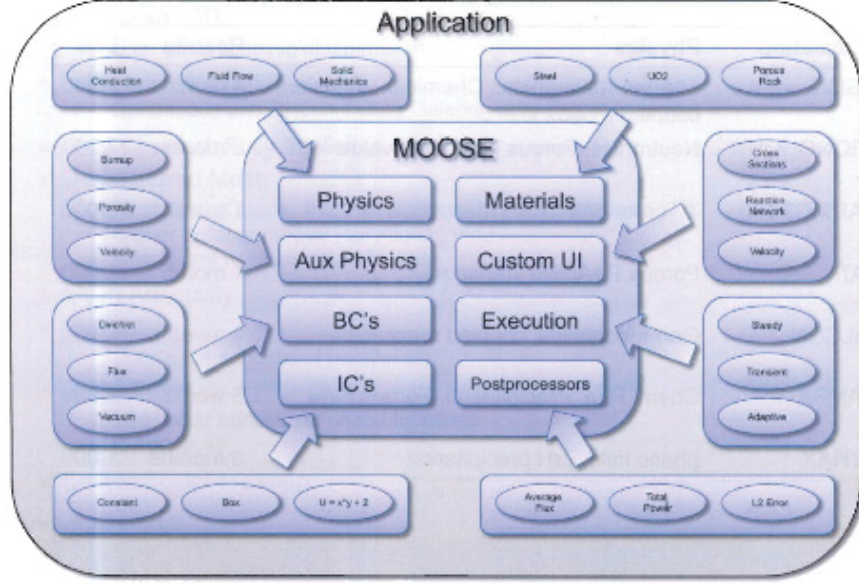 Application
Heat
Conduction
Fluid Flow
Solid
Mechanics
Steel
UO2
Porous
Rock
MOOSE
Burnup
Porosity
Velocity
Cross
Sections
Reaction
Network
Velocity
Physics
Materials
Aux Physics
Custom UI
BC's
Execution
IC's
Postprocessors
Dirichlet
Flux
Vacuum
Steady
Transient
Adaptive
Constant
Box
U = x*y + 2
Average
Flux
Total
Power
L2 Error